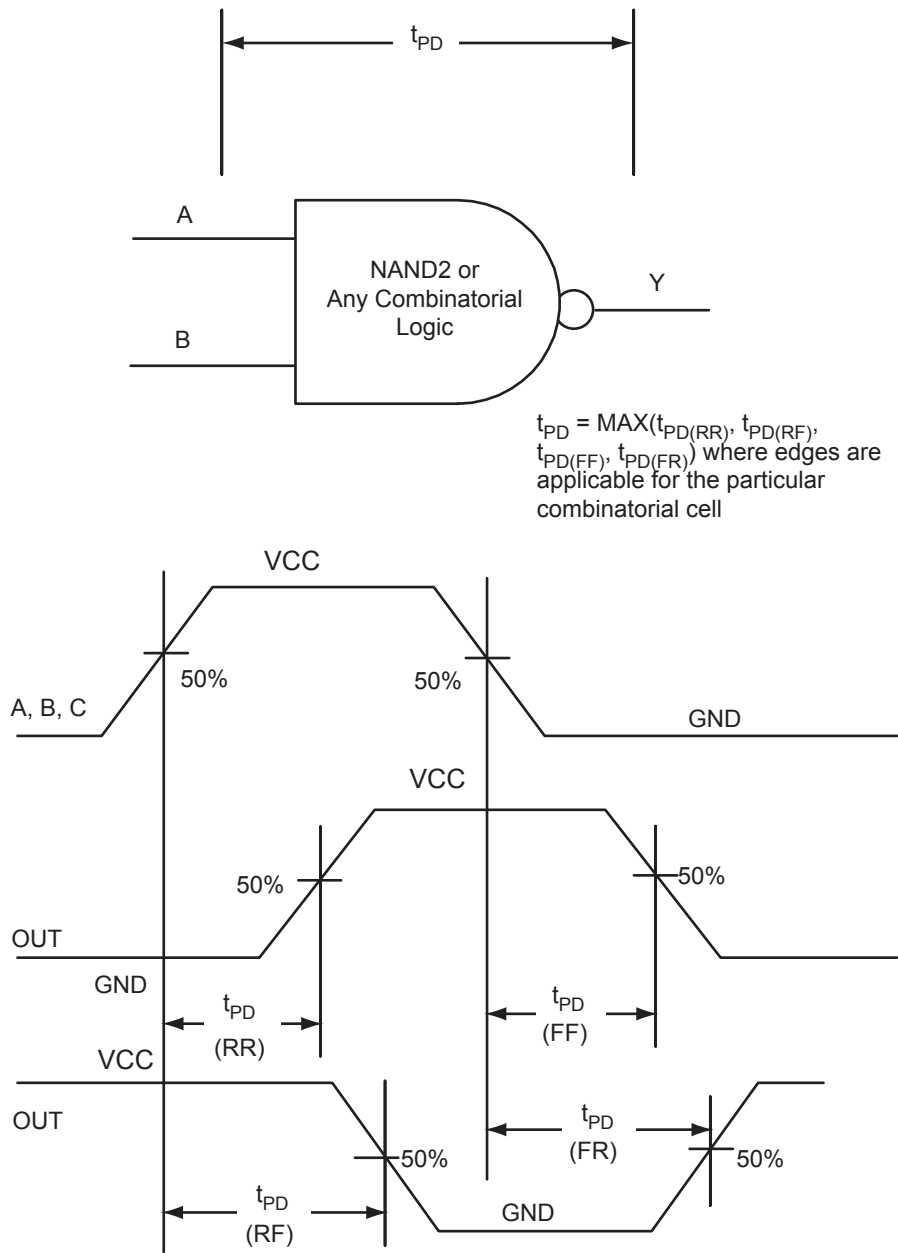 tPD
A
NAND2 or
Any Combinatorial
Logic
Y
B
tPD = MAX(tPD(RR), tPD(RF),
tPD(FF), tPD(FR)) where edges are
applicable for the particular
combinatorial cell
VCC
50%
50%
A, B, C
GND
VCC
50%
50%
OUT
GND
tPD
(RR)
tPD
(FF)
VCC
OUT
tPD
(FR)
50%
50%
tPD
(RF)
GND